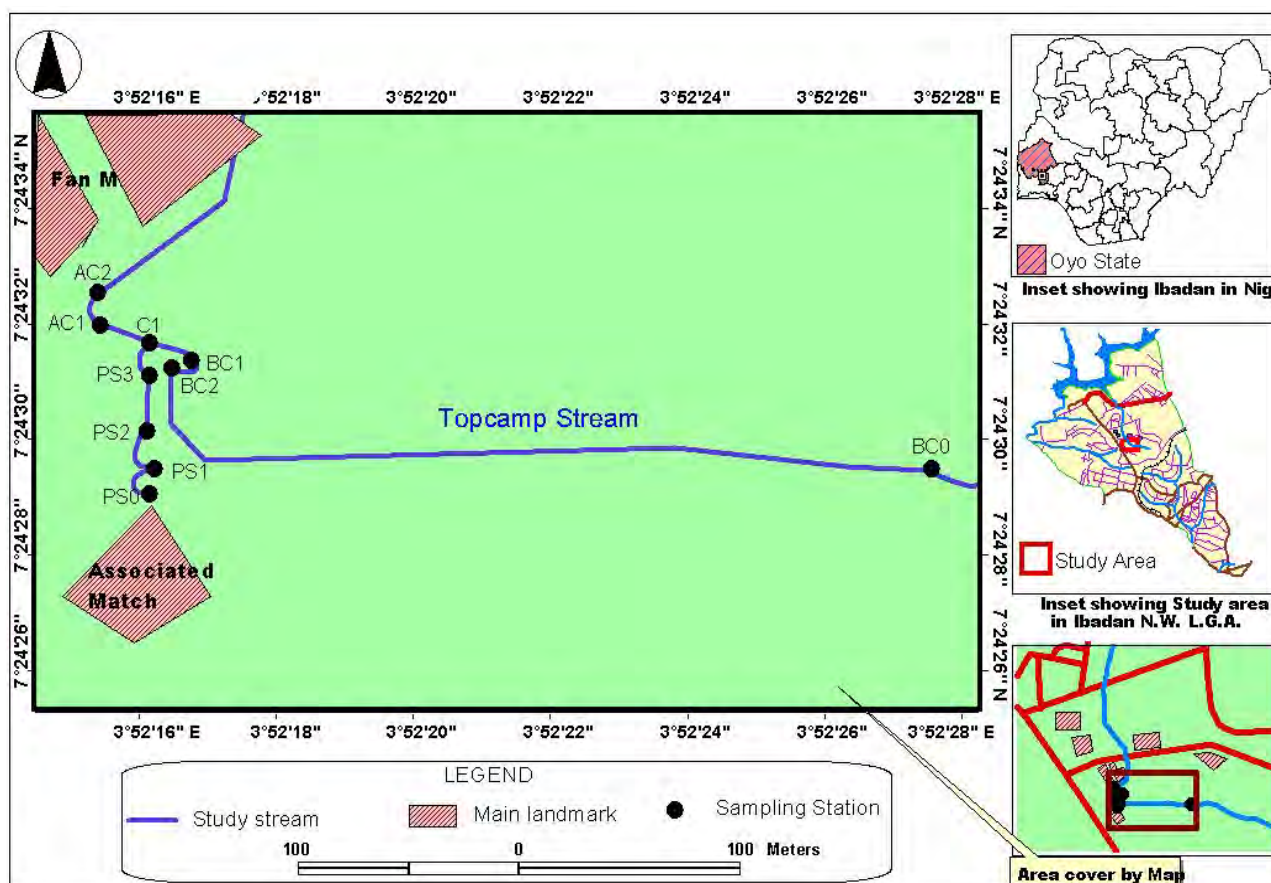 3°52'16" E
3°52'18"
3°52'20"
3°52'22"
3°52'24"
3°52'26"
3°52'28" E
7°24'34" N
7°24'32"
7°24'30"
7°24'28"
7°24'26"
Fan M
AC2
AC1
C1
BC1
BC2
PS3
PS2
PS1
PS0
BC0
Topcamp Stream
Associated
Match
7°24'34" N
7°24'32"
7°24'30"
7°24'28"
7°24'26" N
3°52'16" E
3°52'18"
3°52'20"
3°52'22"
3°52'24"
3°52'26"
3°52'28" E
LEGEND
Study stream
Main landmark
Sampling Station
100 0 100 Meters
Oyo State
Inset showing Ibadan in Nig
Study Area
Inset showing Study area
in Ibadan N.W. L.G.A.
Area cover by Map